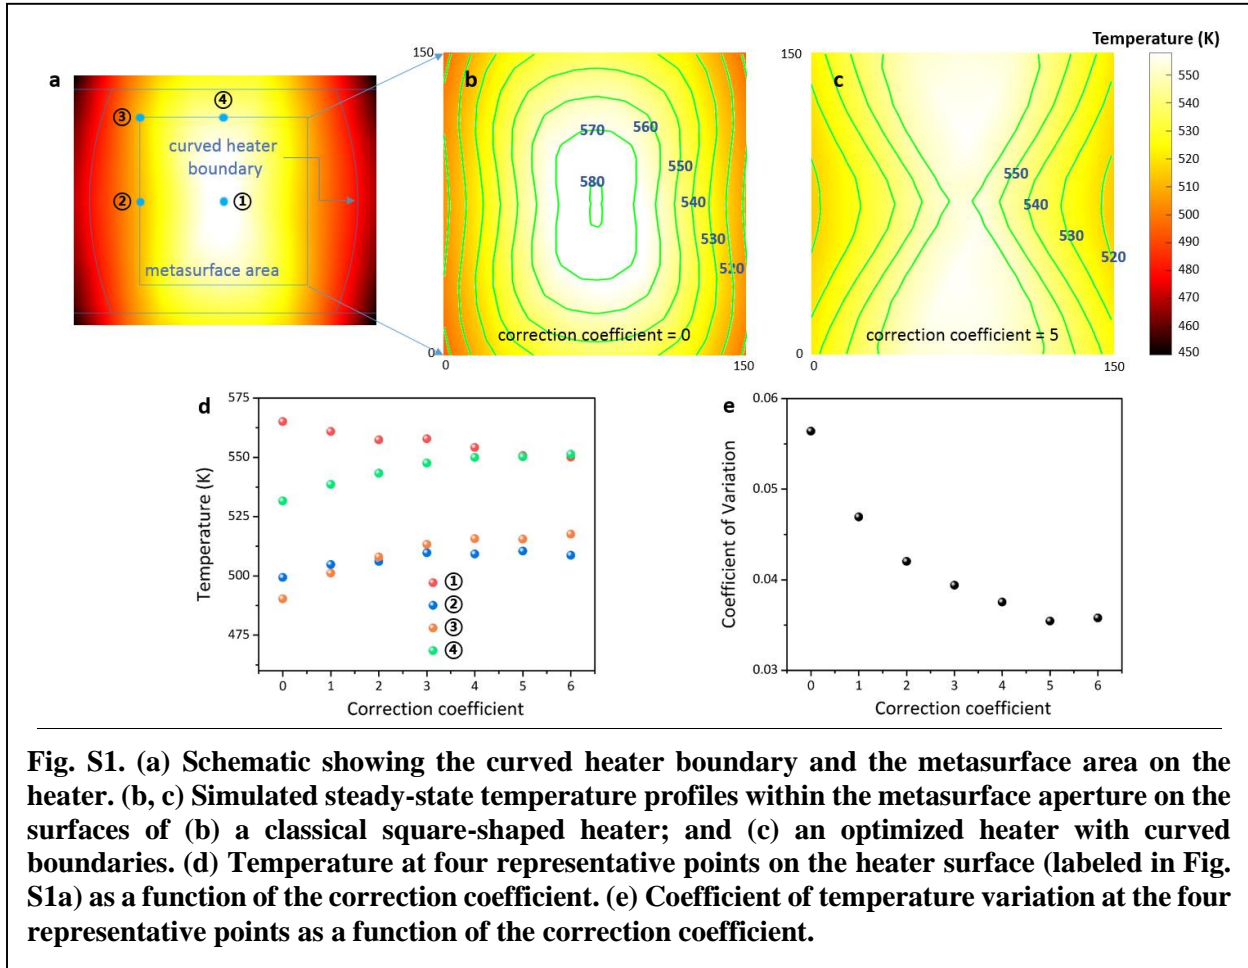 Temperature (K)
a
④
③
curved heater
boundary
②
①
metasurface area
150
b
570
560
550
580
540
530
520
correction coefficient = 0
0
0
150
150
c
550
540
530
520
correction coefficient = 5
0
0
150
550
540
530
520
510
500
490
480
470
460
450
d
575
550
525
500
475
Temperature (K)
①
②
③
④
0 1 2 3 4 5 6
Correction coefficient
e
0.06
0.05
0.04
0.03
Coefficient of Variation
0 1 2 3 4 5 6
Correction coefficient
Fig. S1. (a) Schematic showing the curved heater boundary and the metasurface area on the
heater. (b, c) Simulated steady-state temperature profiles within the metasurface aperture on the
surfaces of (b) a classical square-shaped heater; and (c) an optimized heater with curved
boundaries. (d) Temperature at four representative points on the heater surface (labeled in Fig.
S1a) as a function of the correction coefficient. (e) Coefficient of temperature variation at the four
representative points as a function of the correction coefficient.